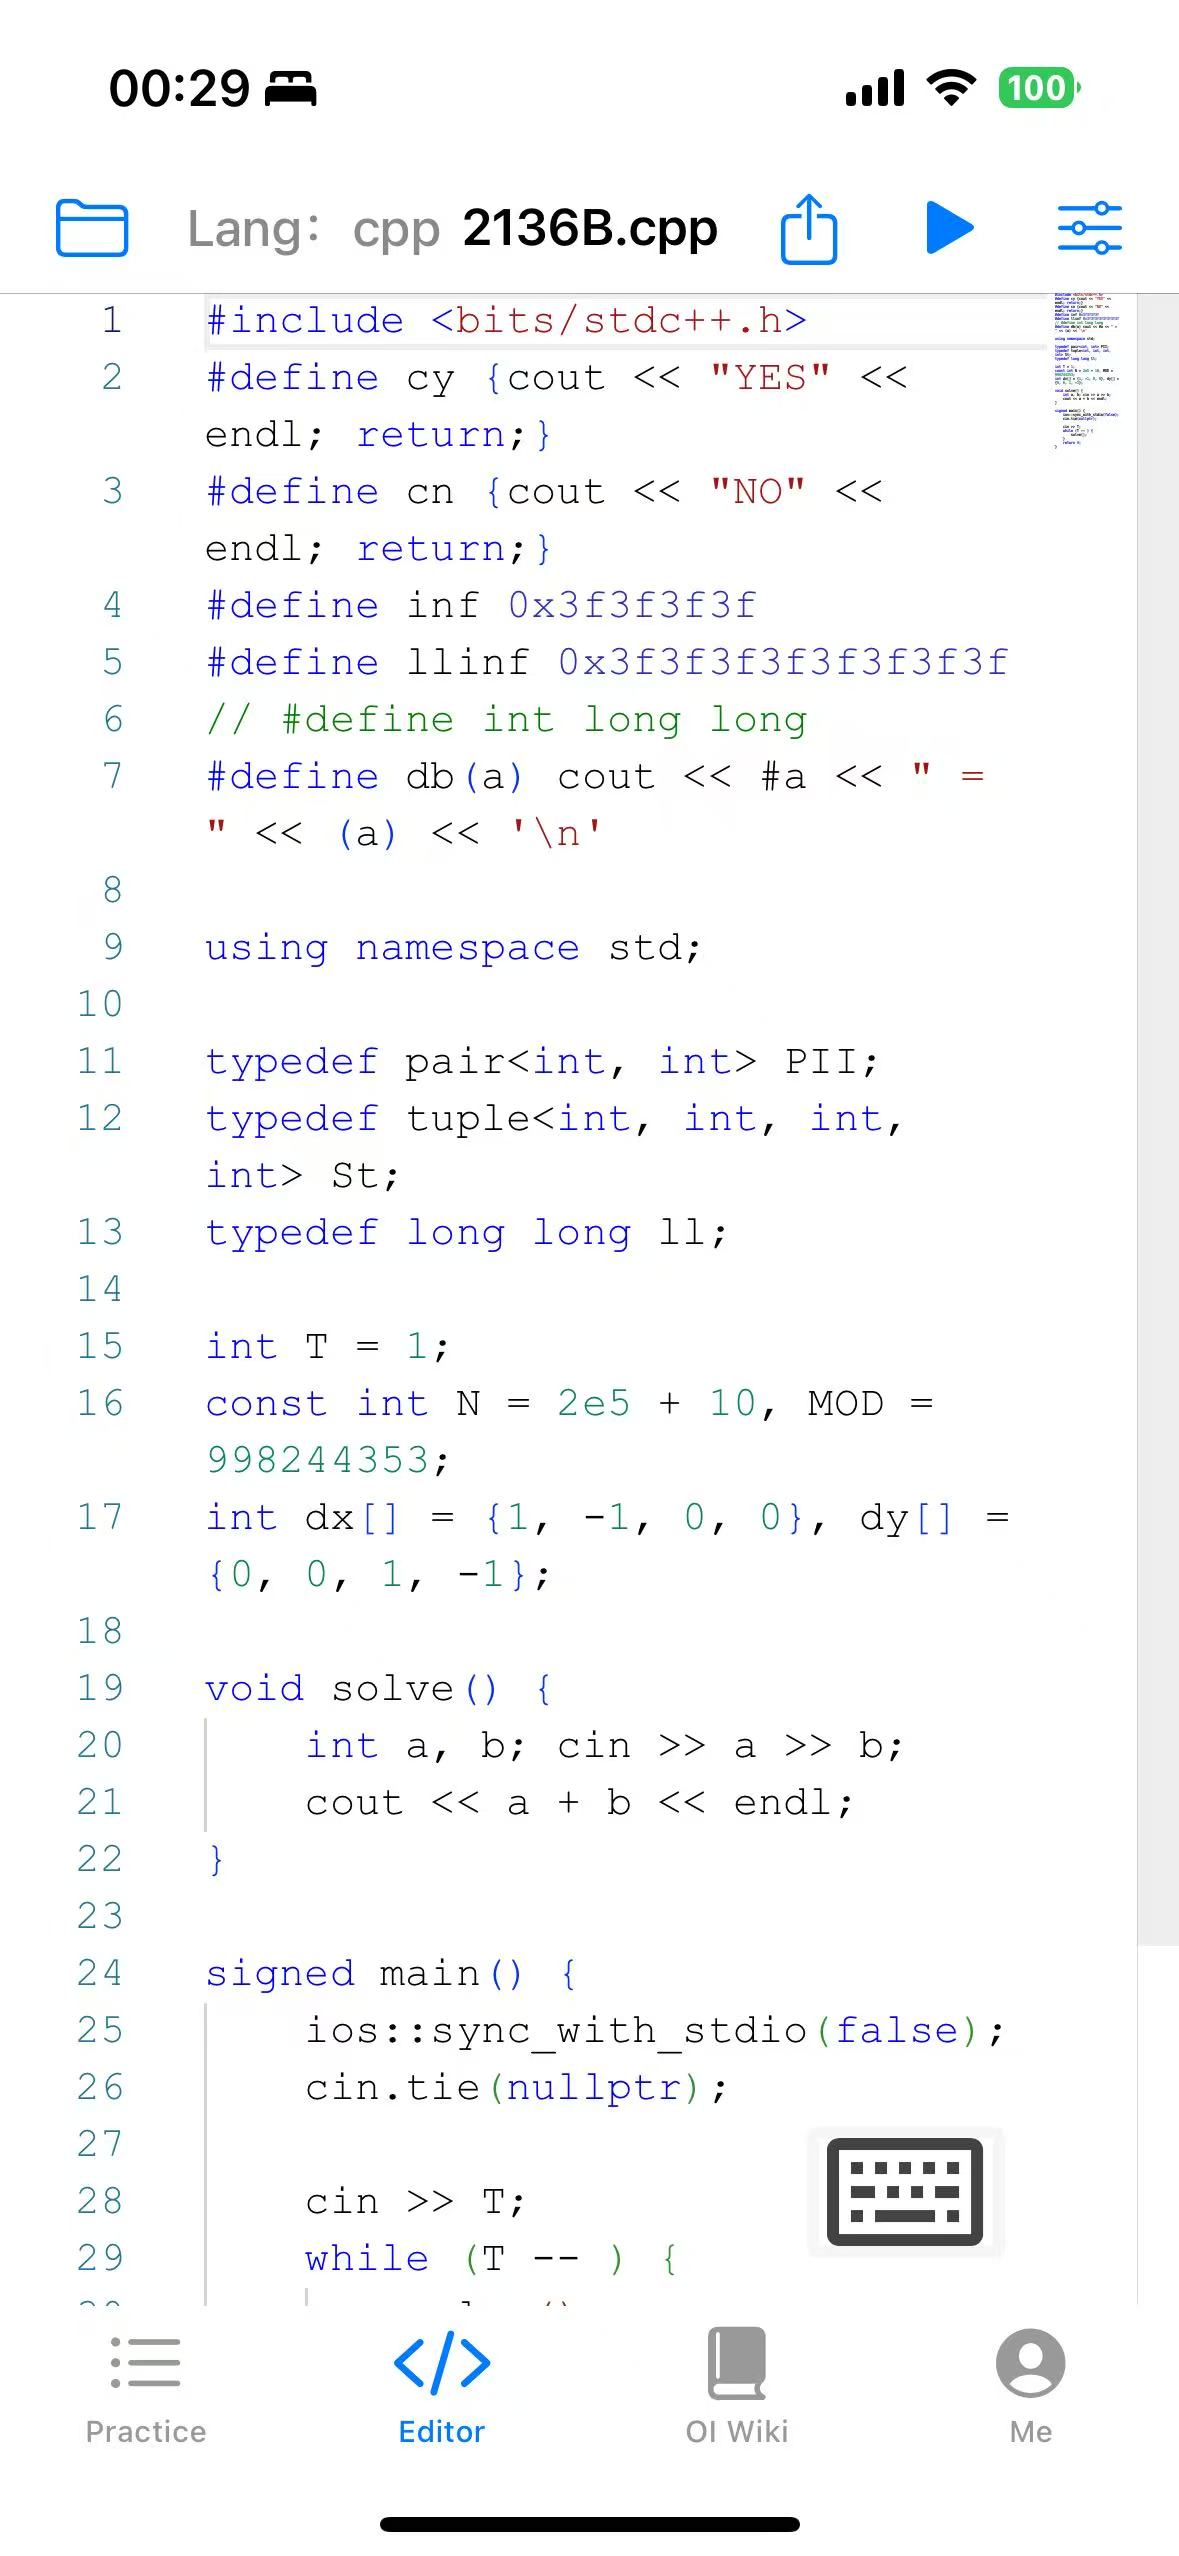 00:29
100
Lang: cpp 2136B.cpp
1 #include <bits/stdc++.h>
2 #define cy {cout << "YES" <<
endl; return;}
3 #define cn {cout << "NO" <<
endl; return;}
4 #define inf 0x3f3f3f3f
5 #define llinf 0x3f3f3f3f3f3f3f3f
6 // #define int long long
7 #define db(a) cout << #a << " =
" << (a) << '\n'
8
9 using namespace std;
10
11 typedef pair<int, int> PII;
12 typedef tuple<int, int, int,
int> St;
13 typedef long long ll;
14
15 int T = 1;
16 const int N = 2e5 + 10, MOD =
998244353;
17 int dx[] = {1, -1, 0, 0}, dy[] =
{0, 0, 1, -1};
18
19 void solve() {
20 int a, b; cin >> a >> b;
21 cout << a + b << endl;
22 }
23
24 signed main() {
25 ios::sync_with_stdio(false);
26 cin.tie(nullptr);
27
28 cin >> T;
29 while (T -- ) {
Practice
Editor
OI Wiki
Me